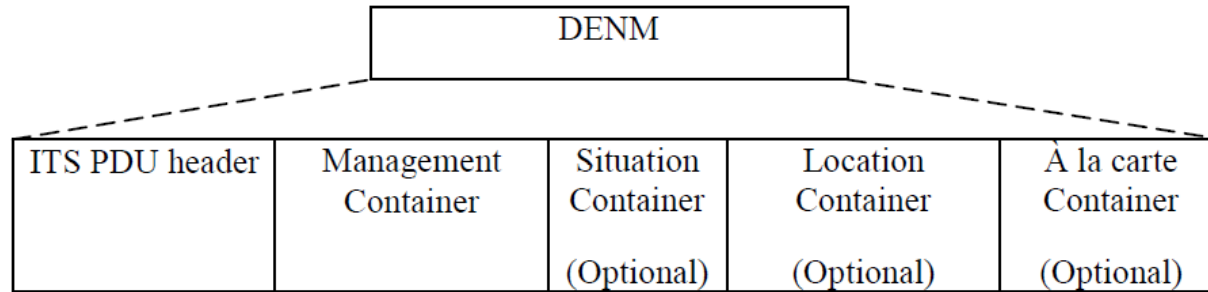 DENM
ITS PDU header
Management
Container
Situation
Container
(Optional)
Location
Container
(Optional)
À la carte
Container
(Optional)